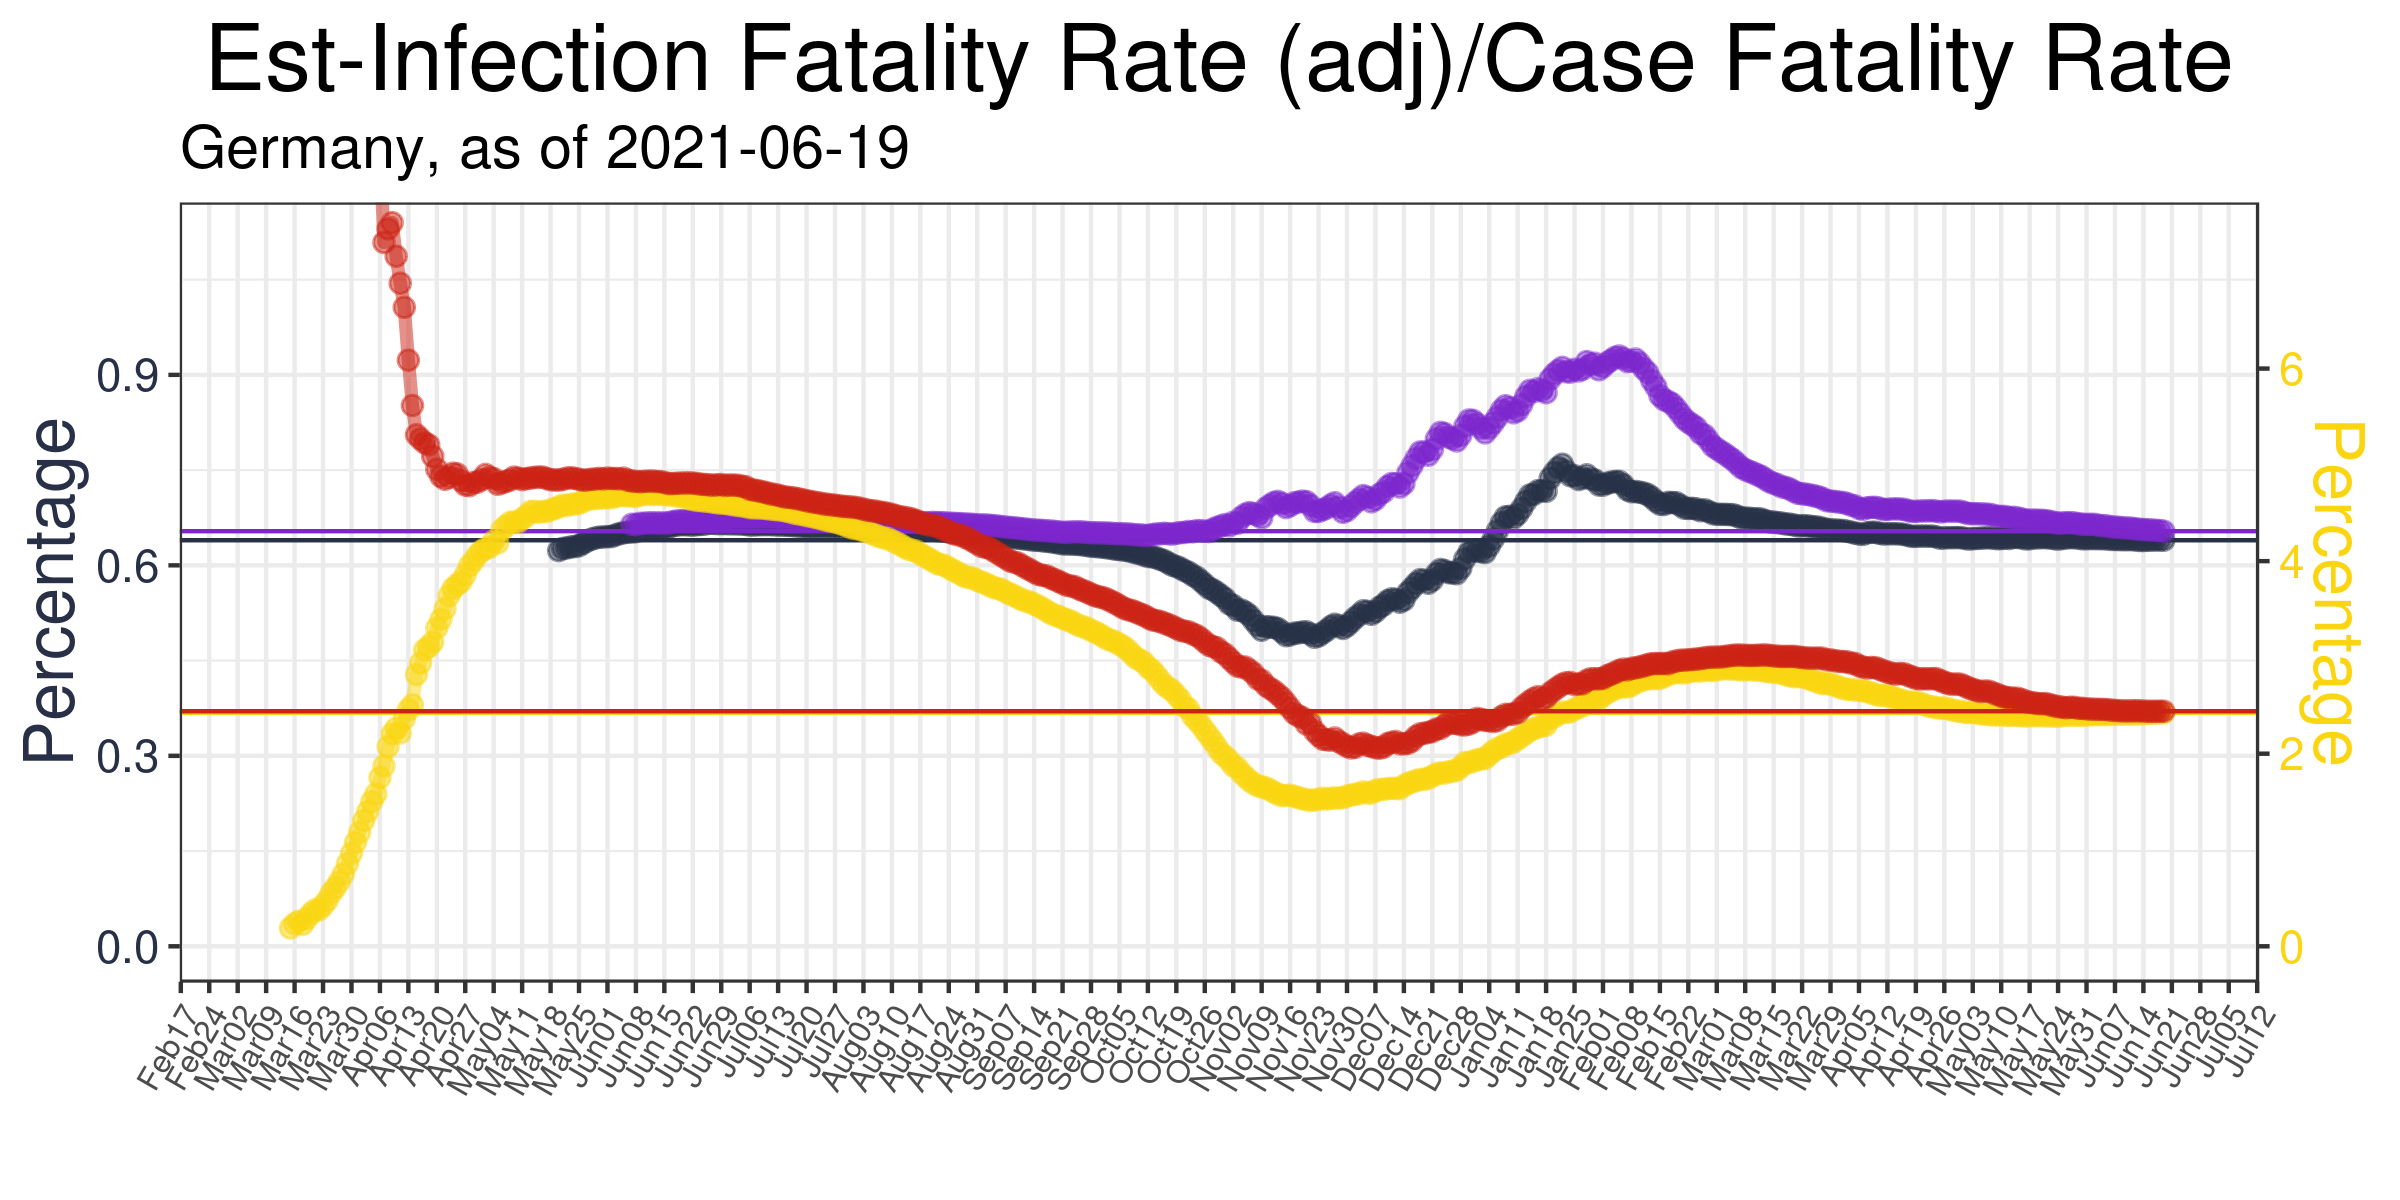 Est-Infection Fatality Rate (adj)/Case Fatality Rate
Germany, as of 2021-06-19
Percentage
0.9
0.6
0.3
0.0
6
4
2
0
Percentage
Feb17
Feb24
Mar02
Mar09
Mar16
Mar23
Mar30
Apr06
Apr13
Apr20
Apr27
May04
May11
May18
May25
Jun01
Jun08
Jun15
Jun22
Jun29
Jul06
Jul13
Jul20
Jul27
Aug03
Aug10
Aug17
Aug24
Aug31
Sep07
Sep14
Sep21
Sep28
Oct05
Oct12
Oct19
Oct26
Nov02
Nov09
Nov16
Nov23
Nov30
Dec07
Dec14
Dec21
Dec28
Jan04
Jan11
Jan18
Jan25
Feb01
Feb08
Feb15
Feb22
Mar01
Mar08
Mar15
Mar22
Mar29
Apr05
Apr12
Apr19
Apr26
May03
May10
May17
May24
May31
Jun07
Jun14
Jun21
Jun28
Jul05
Jul12